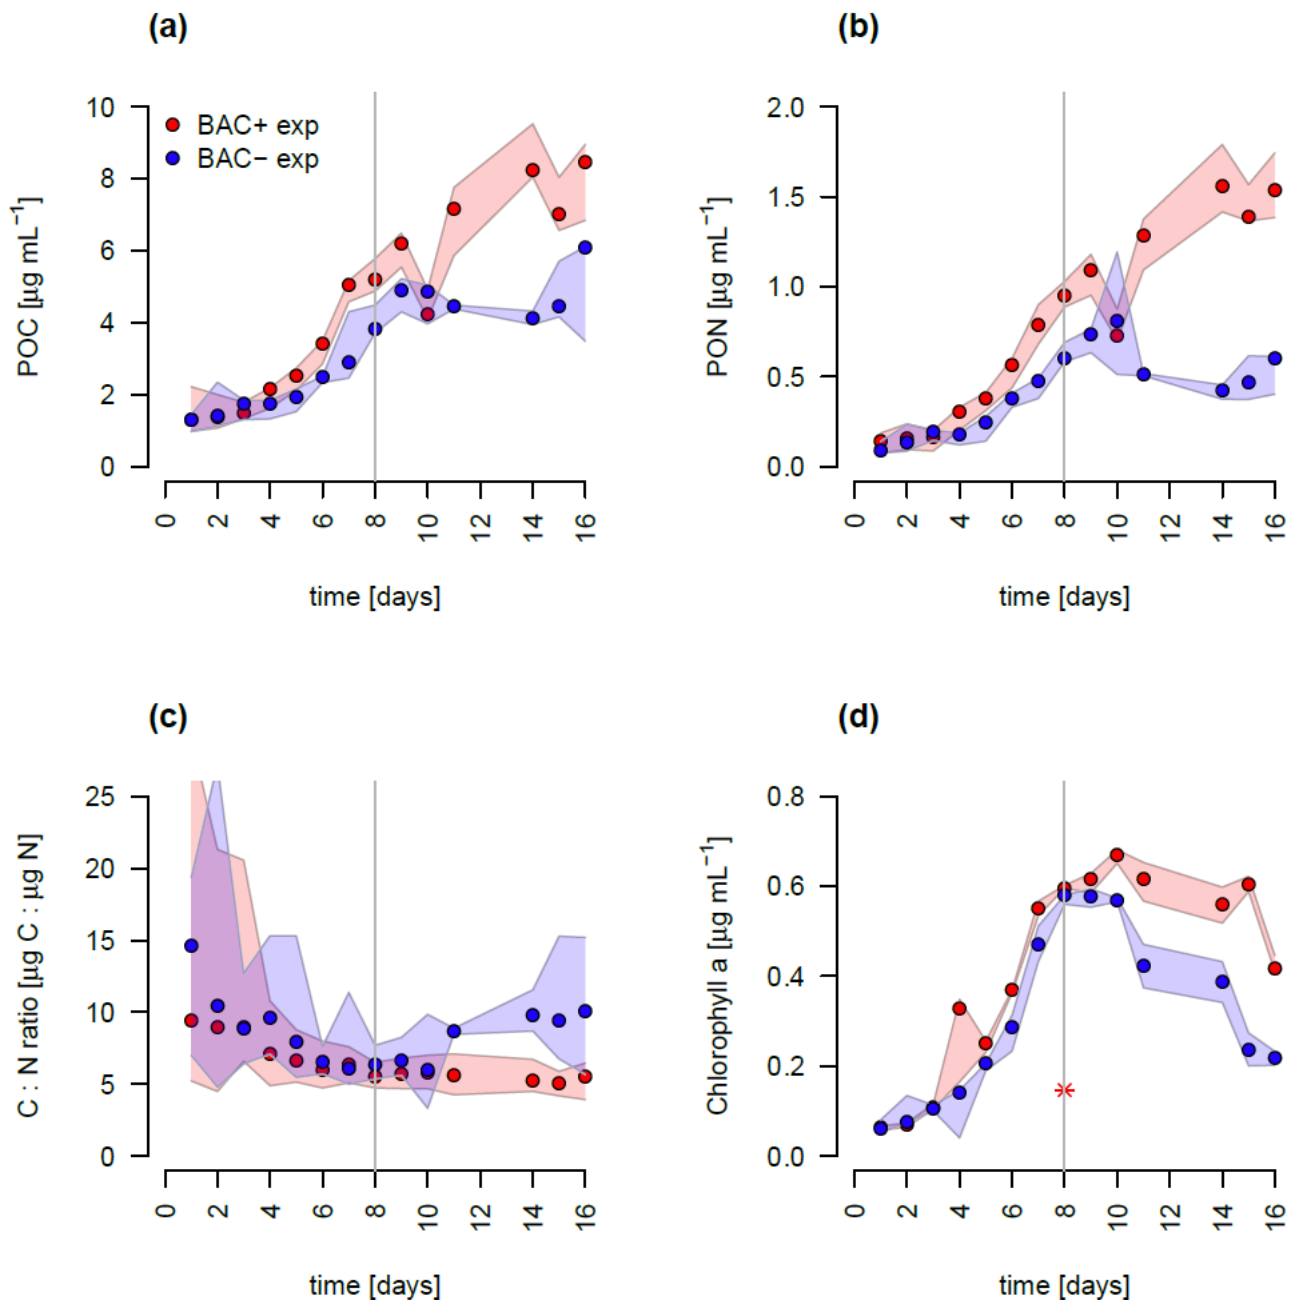 (a)
POC [µg mL⁻¹]
10
8
6
4
2
0
BAC+ exp
BAC− exp
0 2 4 6 8 10 12 14 16
time [days]
(b)
PON [µg mL⁻¹]
2.0
1.5
1.0
0.5
0.0
0 2 4 6 8 10 12 14 16
time [days]
(c)
C : N ratio [µg C : µg N]
25
20
15
10
5
0
0 2 4 6 8 10 12 14 16
time [days]
(d)
Chlorophyll a [µg mL⁻¹]
0.8
0.6
0.4
0.2
0.0
0 2 4 6 8 10 12 14 16
time [days]